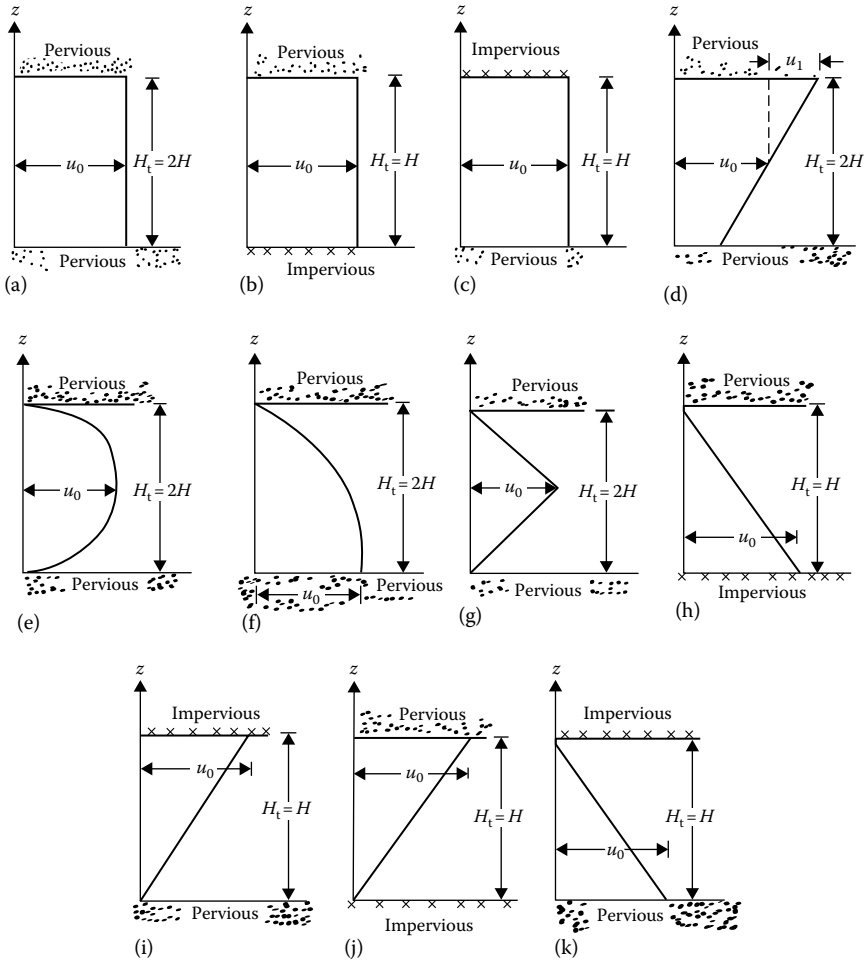 z
Pervious
u₀
Hₜ = 2H
Pervious
(a)
z
Pervious
u₀
Hₜ = H
Impervious
(b)
z
Impervious
u₀
Hₜ = H
Pervious
(c)
z
Pervious
u₁
u₀
Hₜ = 2H
Pervious
(d)
z
Pervious
u₀
Hₜ = 2H
Pervious
(e)
z
Pervious
Hₜ = 2H
Pervious
u₀
(f)
z
Pervious
u₀
Hₜ = 2H
Pervious
(g)
z
Pervious
Hₜ = H
u₀
Impervious
(h)
z
Impervious
u₀
Hₜ = H
Pervious
(i)
z
Pervious
u₀
Hₜ = H
Impervious
(j)
z
Impervious
Hₜ = H
u₀
Pervious
(k)